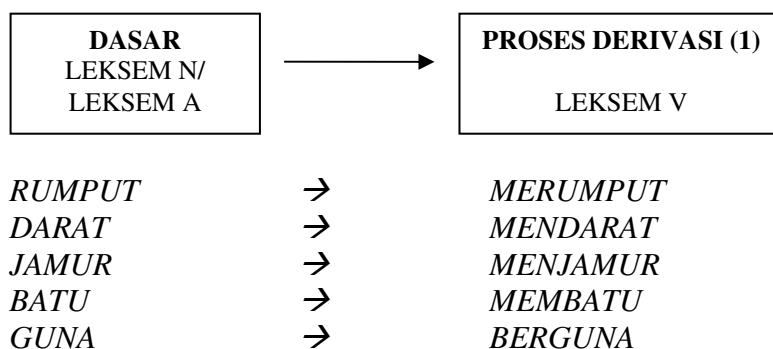 DASAR
LEKSEM N/
LEKSEM A
PROSES DERIVASI (1)
LEKSEM V
RUMPUT → MERUMPUT
DARAT → MENDARAT
JAMUR → MENJAMUR
BATU → MEMBATU
GUNA → BERGUNA